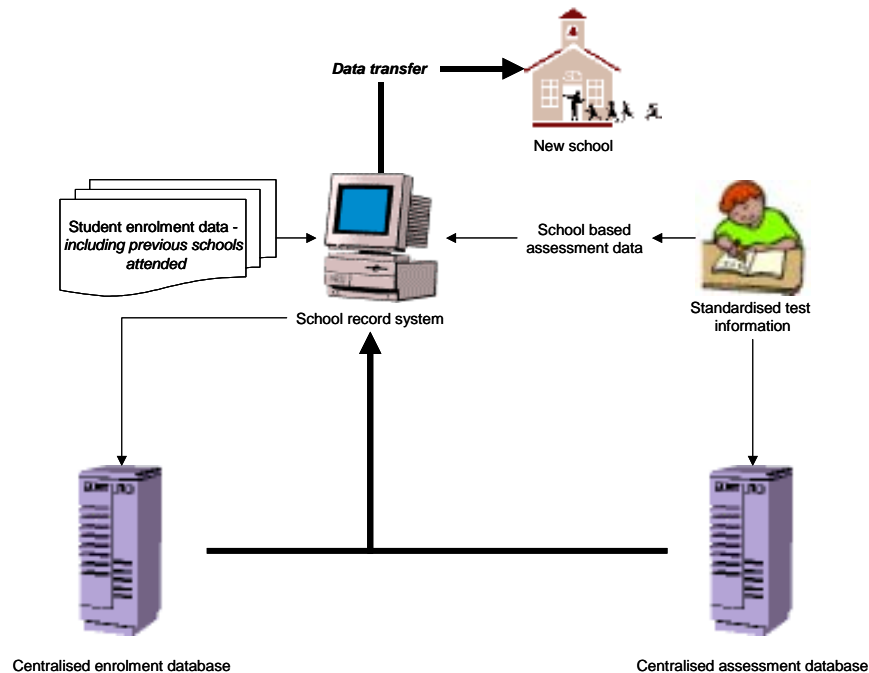 Data transfer
New school
Student enrolment data -
including previous schools
attended
School based
assessment data
School record system
Standardised test
information
Centralised enrolment database
Centralised assessment database